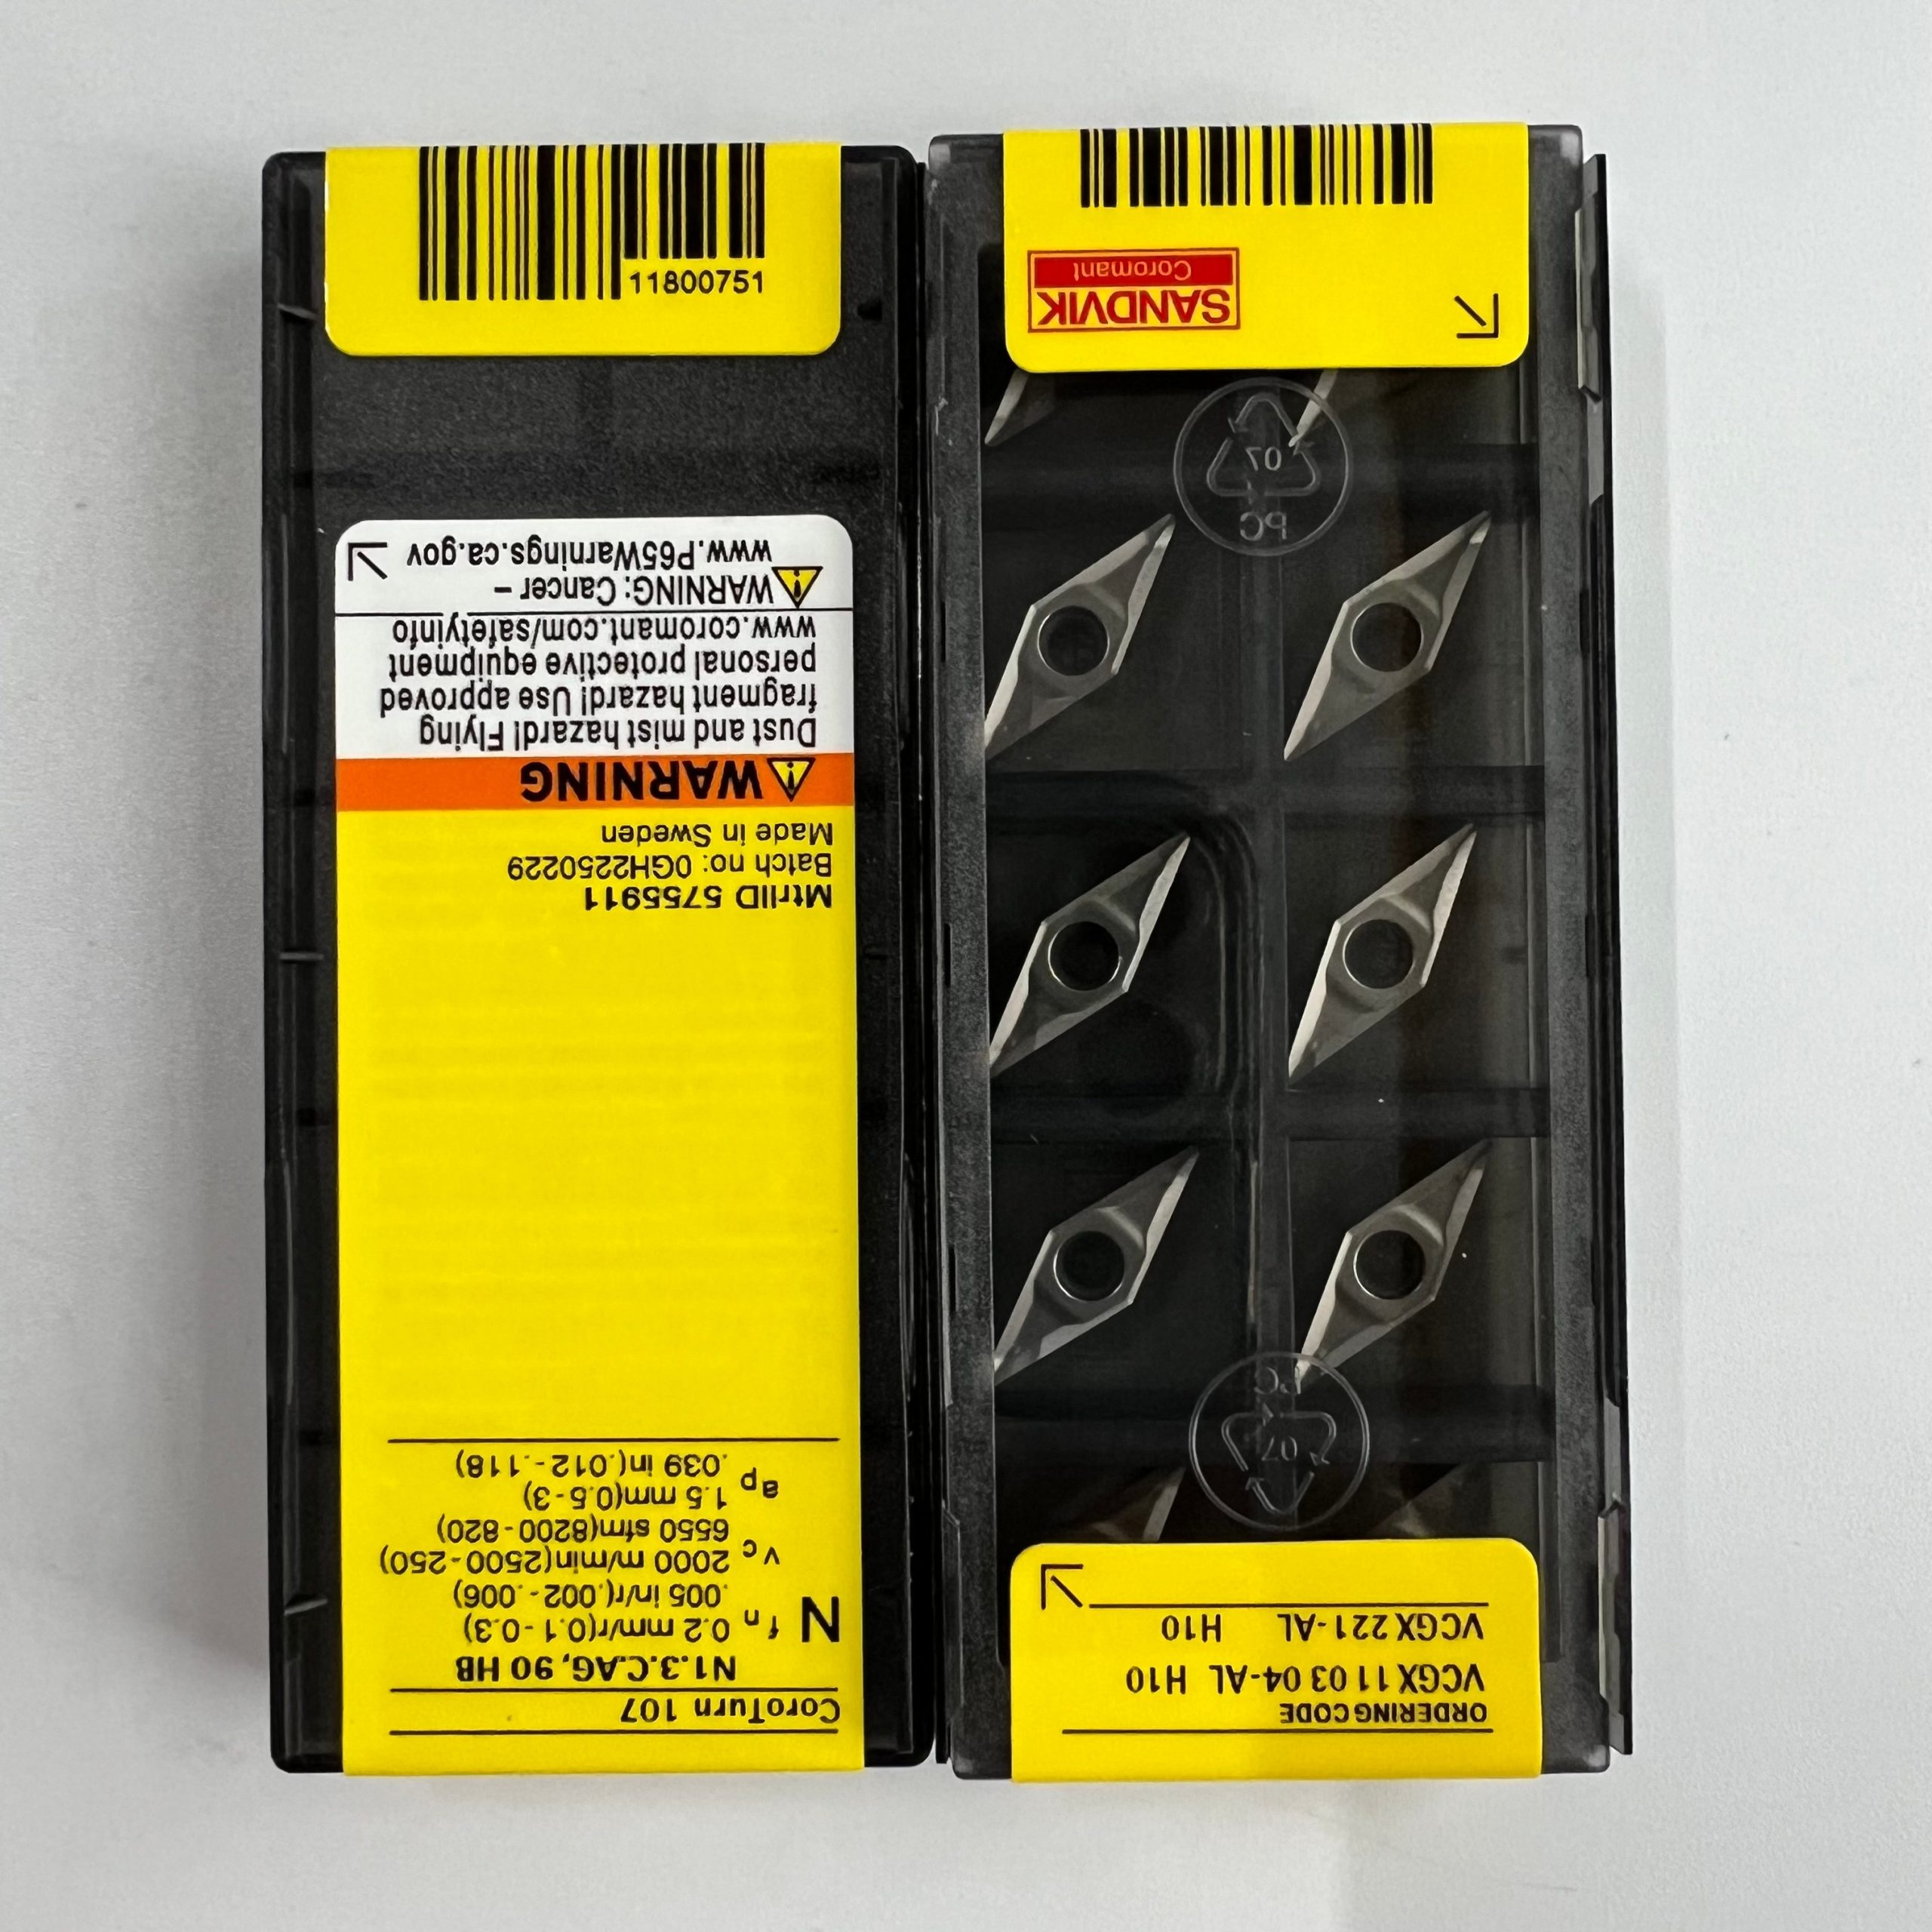 CoroTurn 107
N1.3.C.AG, 90 HB
N fn 0.2 mm/r(0.1-0.3)
.005 in/r(.002-.006)
vc 2000 m/min(2500-250)
6550 sfm(8200-820)
ap 1.5 mm(0.5-3)
.039 in(.012-.118)
MtrlID 5755911
Batch no: 0GH2250229
Made in Sweden
WARNING
Dust and mist hazard! Flying
fragment hazard! Use approved
personal protective equipment
www.coromant.com/safetyinfo
WARNING: Cancer –
www.P65Warnings.ca.gov
11800751
ORDERING CODE
VCGX 11 03 04-AL H10
VCGX 221-AL H10
PC
07
07
PC
SANDVIK
Coromant